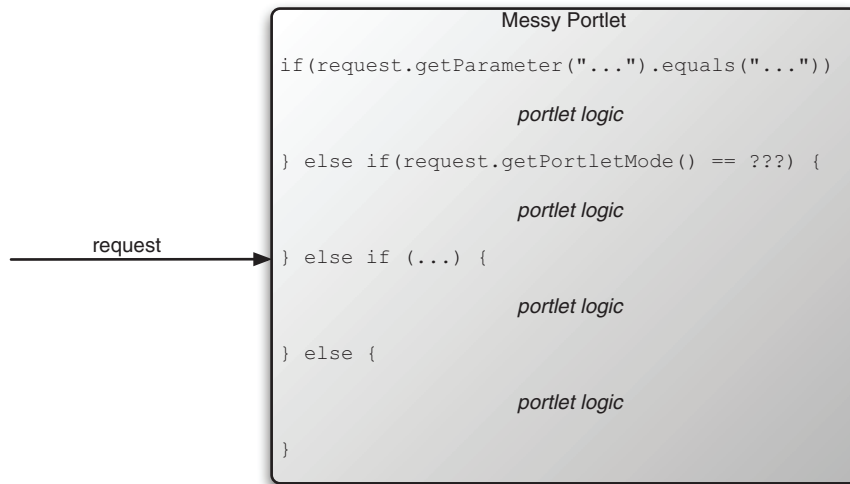 Messy Portlet
if(request.getParameter("...").equals("..."))
portlet logic
} else if(request.getPortletMode() == ???) {
portlet logic
request
} else if (...) {
portlet logic
} else {
portlet logic
}